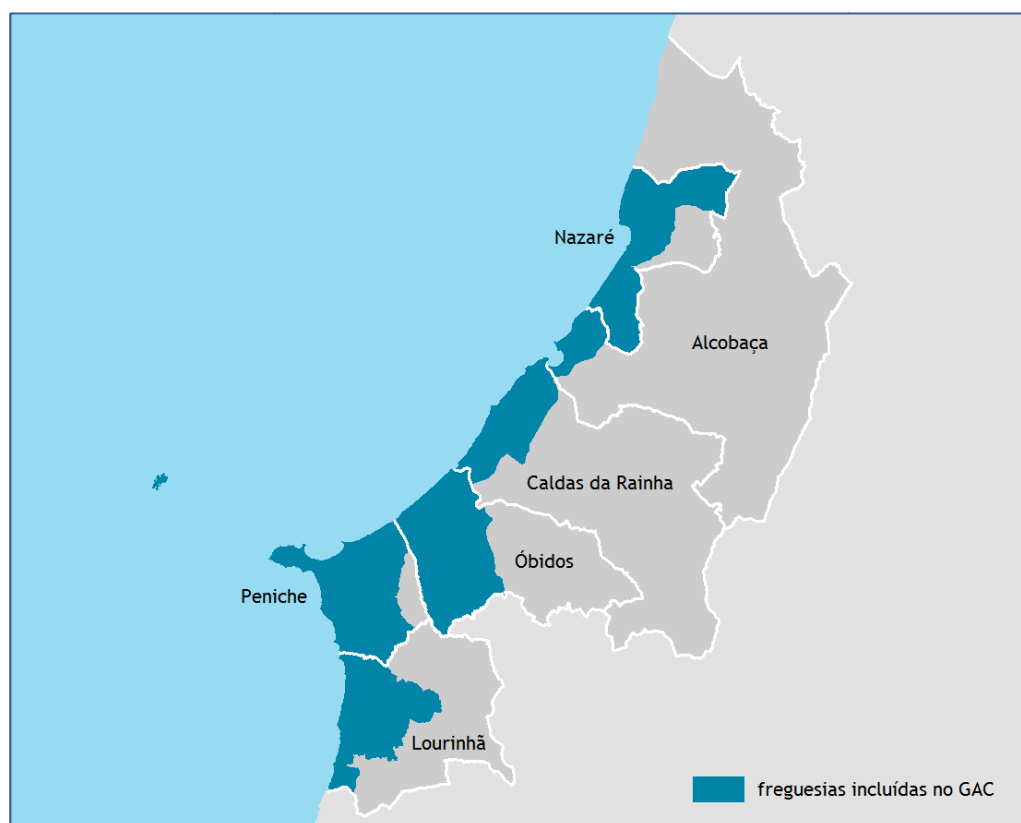 Nazaré
Alcobaça
Caldas da Rainha
Óbidos
Peniche
Lourinhã
freguesias incluídas no GAC